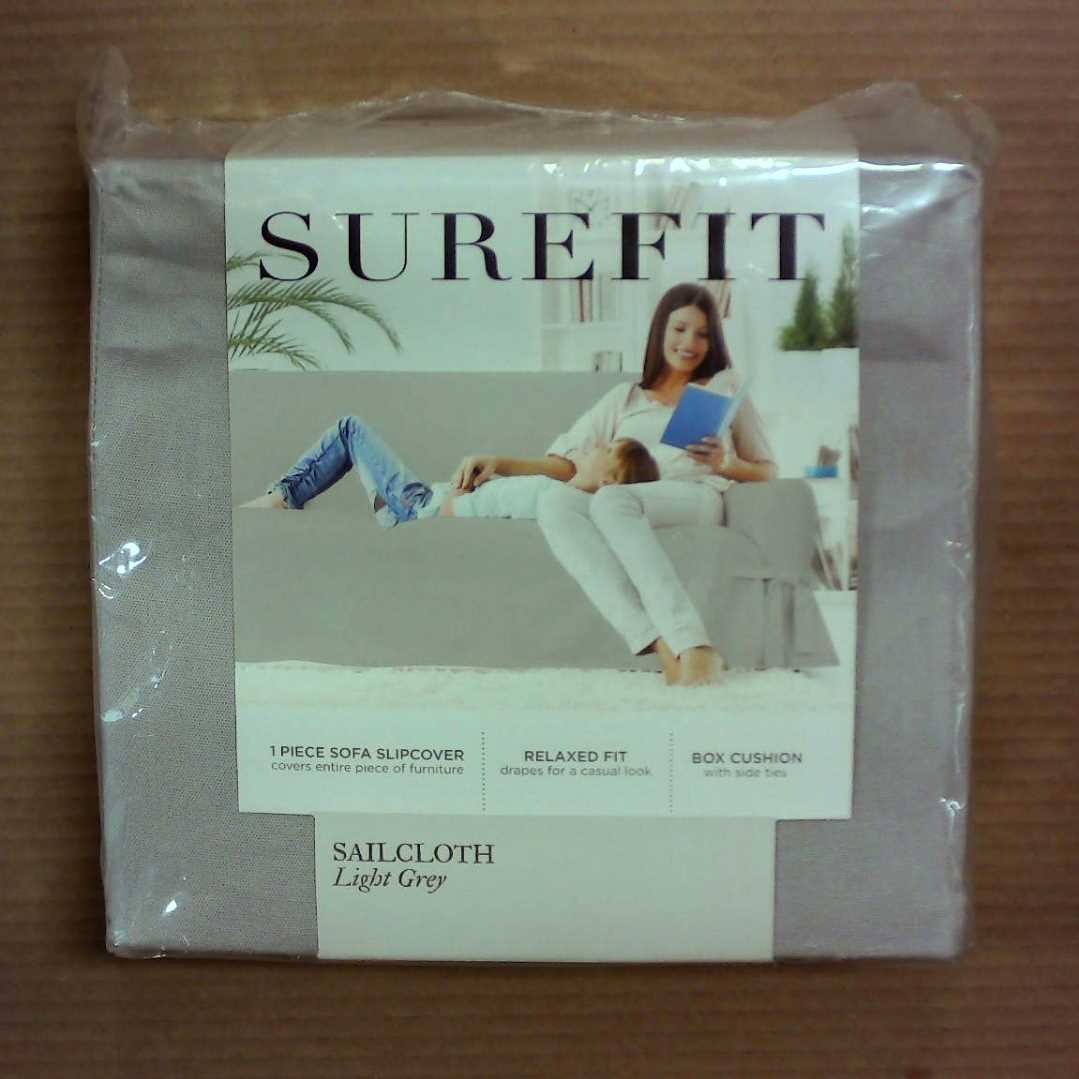 SUREFIT
1 PIECE SOFA SLIPCOVER
covers entire piece of furniture
RELAXED FIT
drapes for a casual look
BOX CUSHION
with side ties
SAILCLOTH
Light Grey